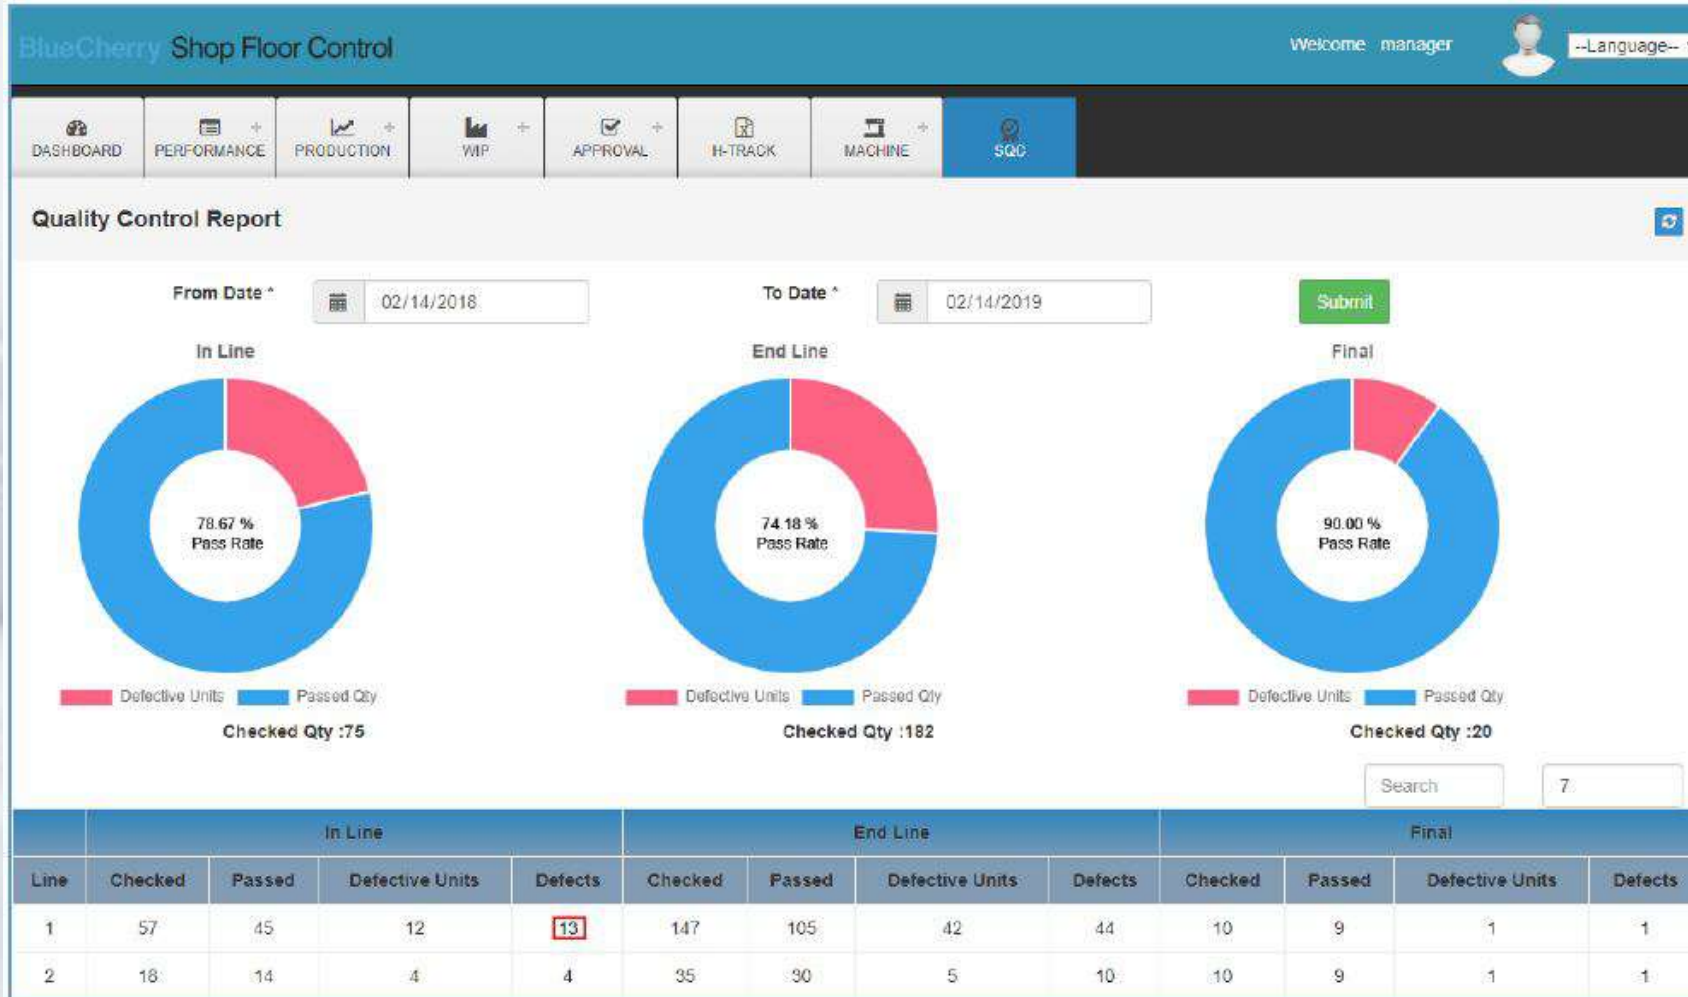 BlueCherry Shop Floor Control
Welcome manager
--Language--
DASHBOARD
PERFORMANCE
PRODUCTION
WIP
APPROVAL
H-TRACK
MACHINE
SQC
Quality Control Report
From Date *
02/14/2018
To Date *
02/14/2019
Submit
In Line
End Line
Final
78.67 %
Pass Rate
74.18 %
Pass Rate
90.00 %
Pass Rate
Defective Units Passed Qty
Defective Units Passed Qty
Defective Units Passed Qty
Checked Qty :75
Checked Qty :182
Checked Qty :20
Search
7
In Line End Line Final
Line Checked Passed Defective Units Defects Checked Passed Defective Units Defects Checked Passed Defective Units Defects
1 57 45 12 13 147 105 42 44 10 9 1 1
2 18 14 4 4 35 30 5 10 10 9 1 1